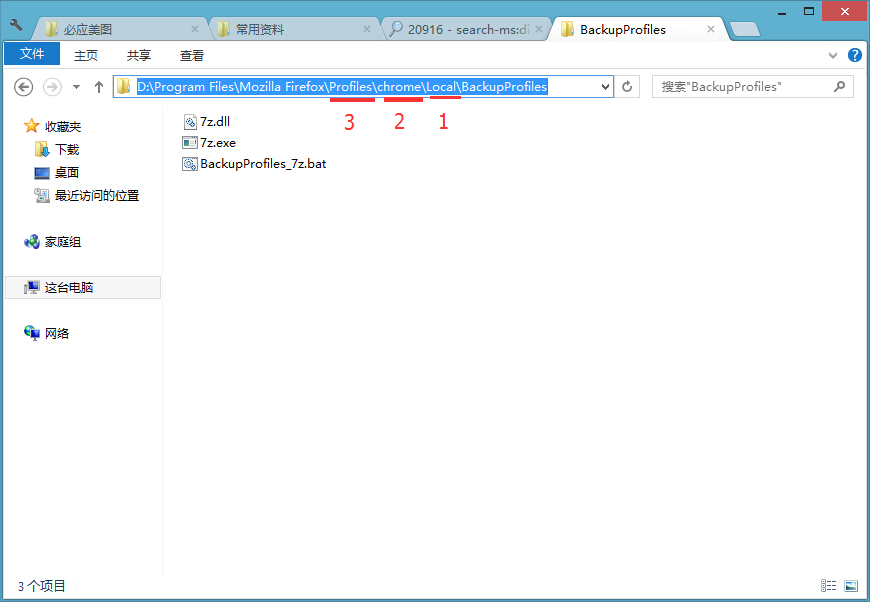 必应美图
常用资料
20916 - search-ms:di
BackupProfiles
文件
主页
共享
查看
D:\Program Files\Mozilla Firefox\Profiles\chrome\Local\BackupProfiles
搜索"BackupProfiles"
3 2 1
收藏夹
下载
桌面
最近访问的位置
家庭组
这台电脑
网络
7z.dll
7z.exe
BackupProfiles_7z.bat
3 个项目